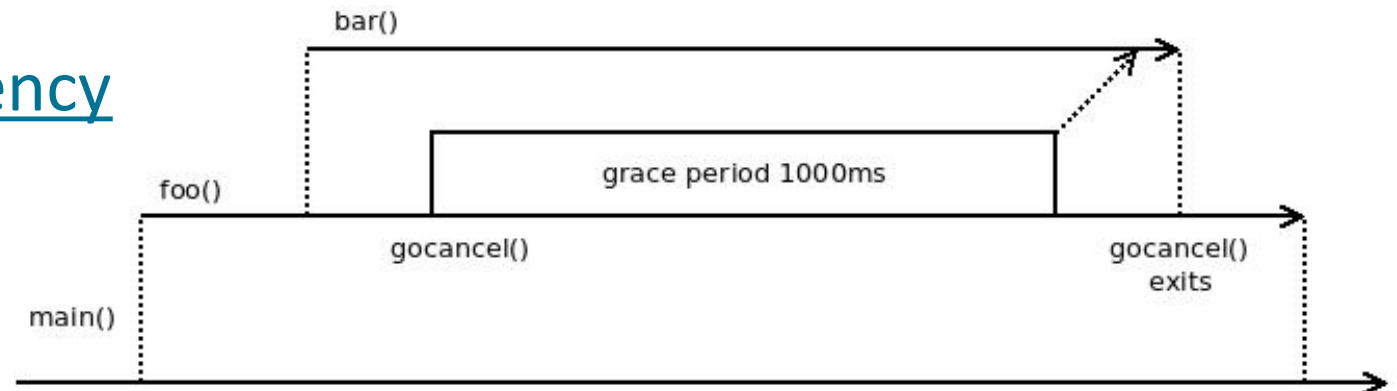 bar()
ency
grace period 1000ms
foo()
gocancel()
gocancel()
exits
main()